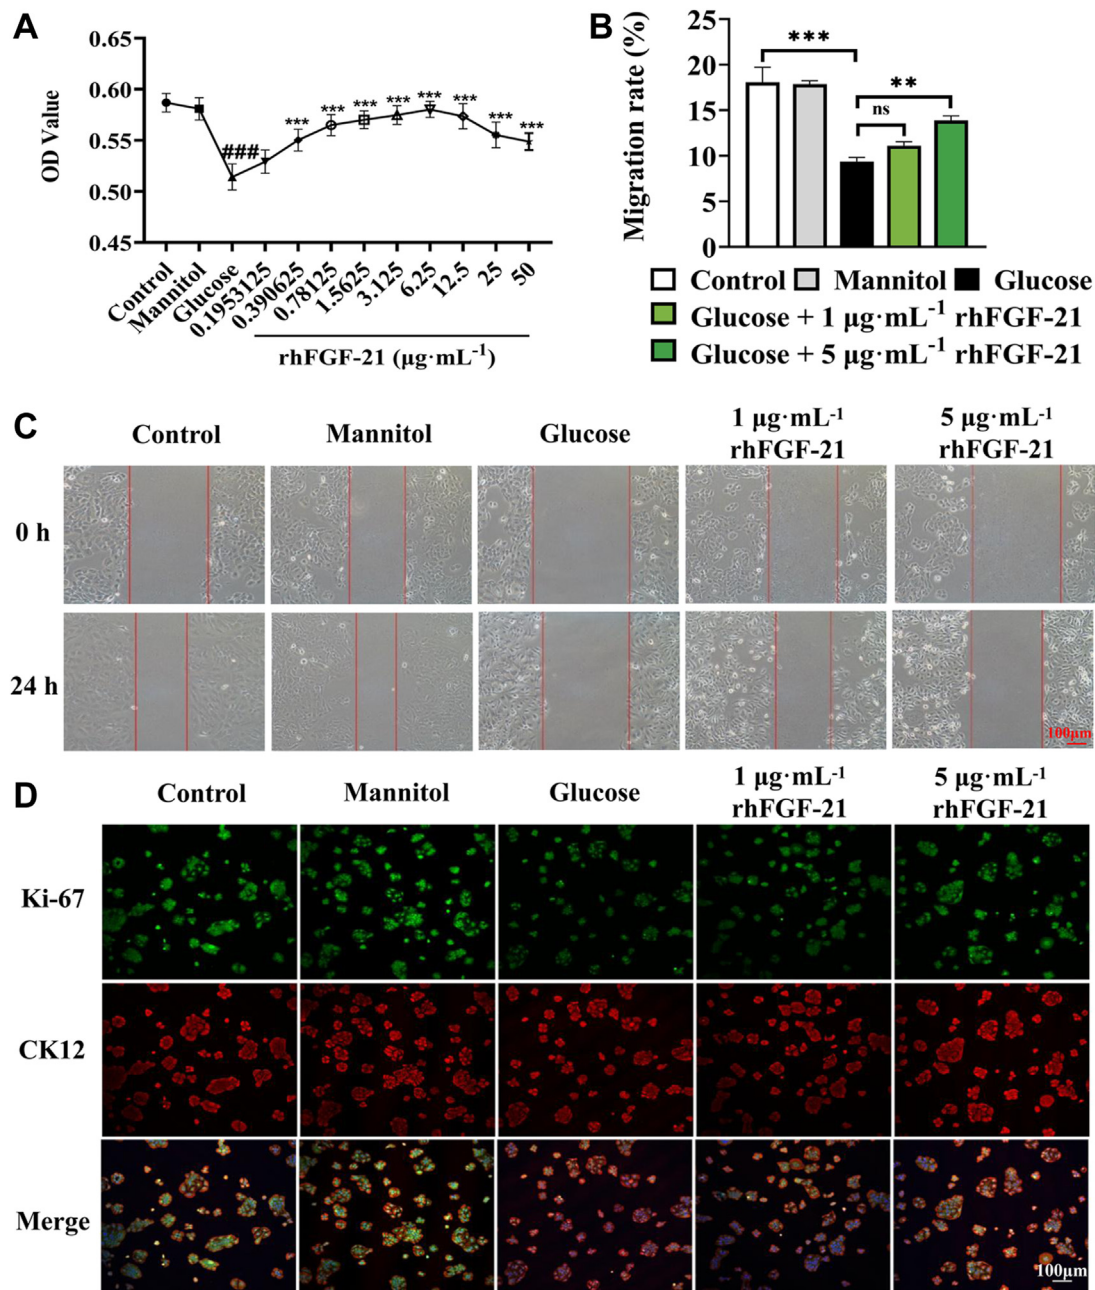 A
OD Value
0.65
0.60
0.55
0.50
0.45
###
***
***
***
***
***
***
***
***
Control
Mannitol
Glucose
0.1953125
0.390625
0.78125
1.5625
3.125
6.25
12.5
25
50
rhFGF-21 (μg·mL⁻¹)
B
Migration rate (%)
25
20
15
10
5
0
***
**
ns
Control Mannitol Glucose
Glucose + 1 μg·mL⁻¹ rhFGF-21
Glucose + 5 μg·mL⁻¹ rhFGF-21
C
Control
Mannitol
Glucose
1 μg·mL⁻¹
rhFGF-21
5 μg·mL⁻¹
rhFGF-21
0 h
24 h
100μm
D
Control
Mannitol
Glucose
1 μg·mL⁻¹
rhFGF-21
5 μg·mL⁻¹
rhFGF-21
Ki-67
CK12
Merge
100μm